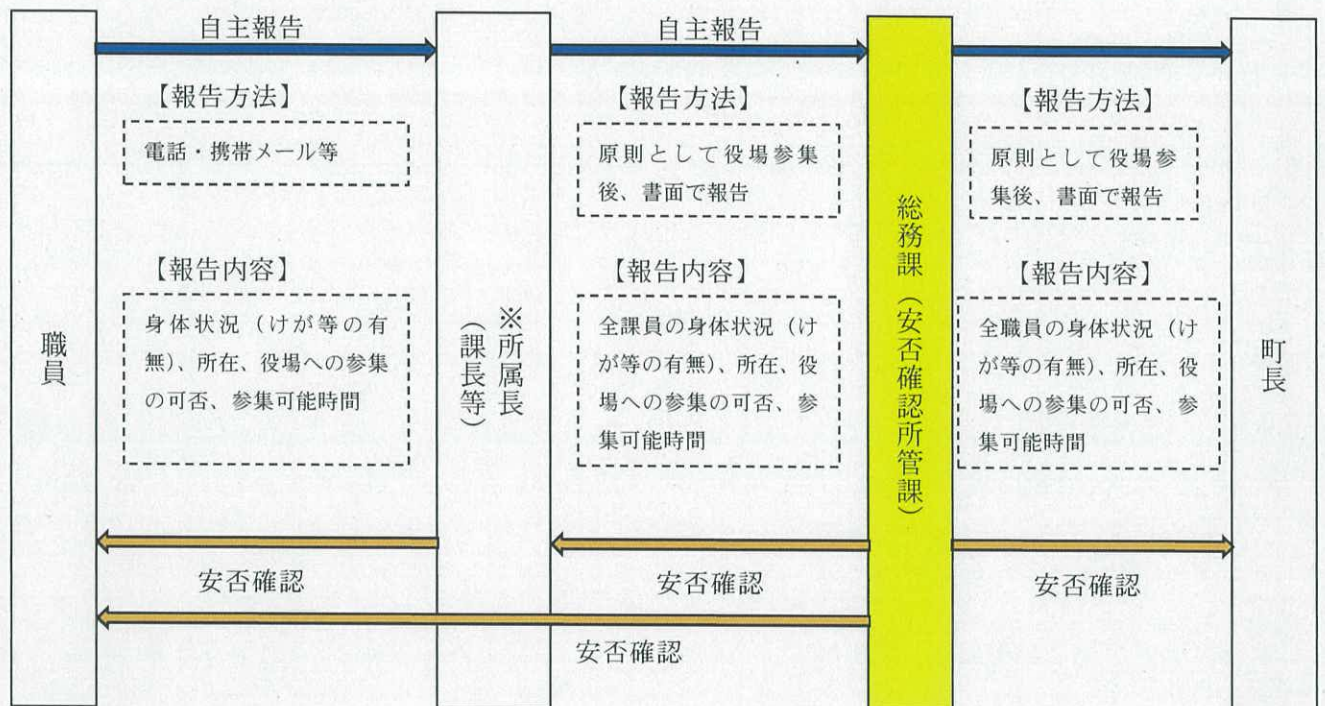 職員
自主報告
【報告方法】
電話・携帯メール等
【報告内容】
身体状況（けが等の有
無）、所在、役場への参集
の可否、参集可能時間
安否確認
※所属長
（課長等）
自主報告
【報告方法】
原則として役場参集
後、書面で報告
【報告内容】
全課員の身体状況（け
が等の有無）、所在、役
場への参集の可否、参
集可能時間
安否確認
安否確認
総務課（安否確認所管課）
【報告方法】
原則として役場参
集後、書面で報告
【報告内容】
全職員の身体状況（け
が等の有無）、所在、役
場への参集の可否、参
集可能時間
安否確認
町長